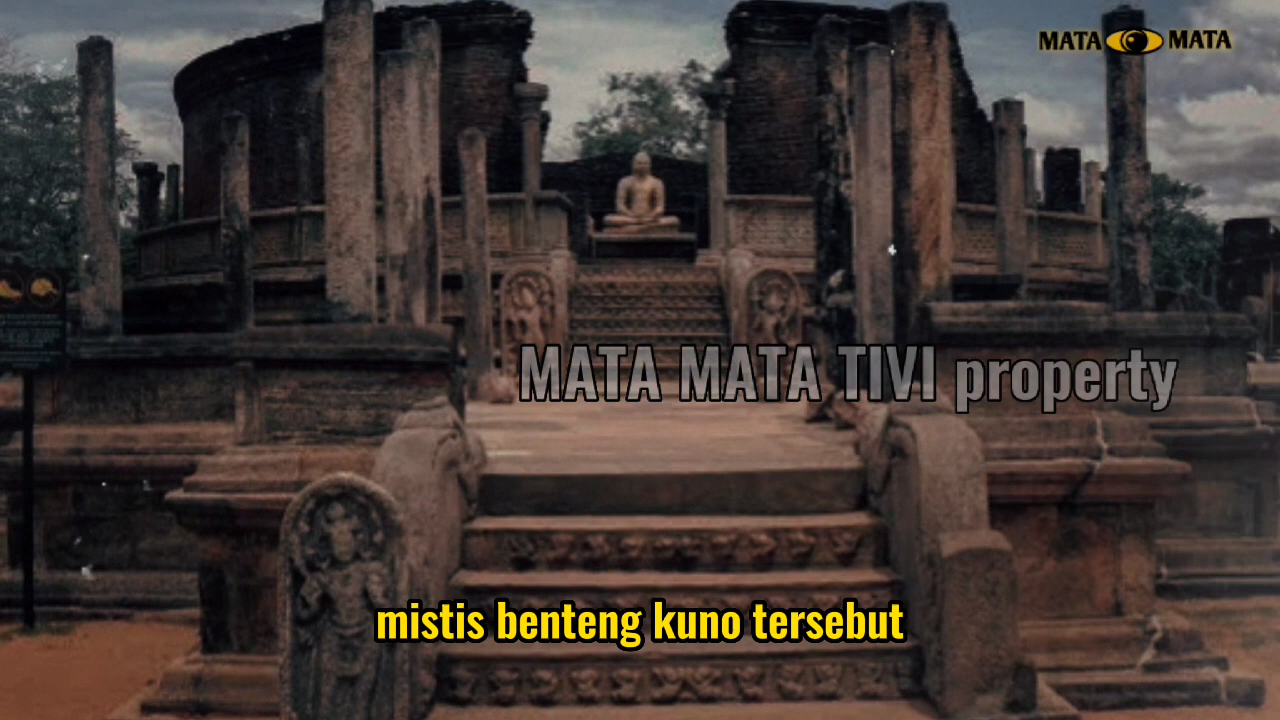 MATA MATA
MATA MATA TIVI property
mistis benteng kuno tersebut